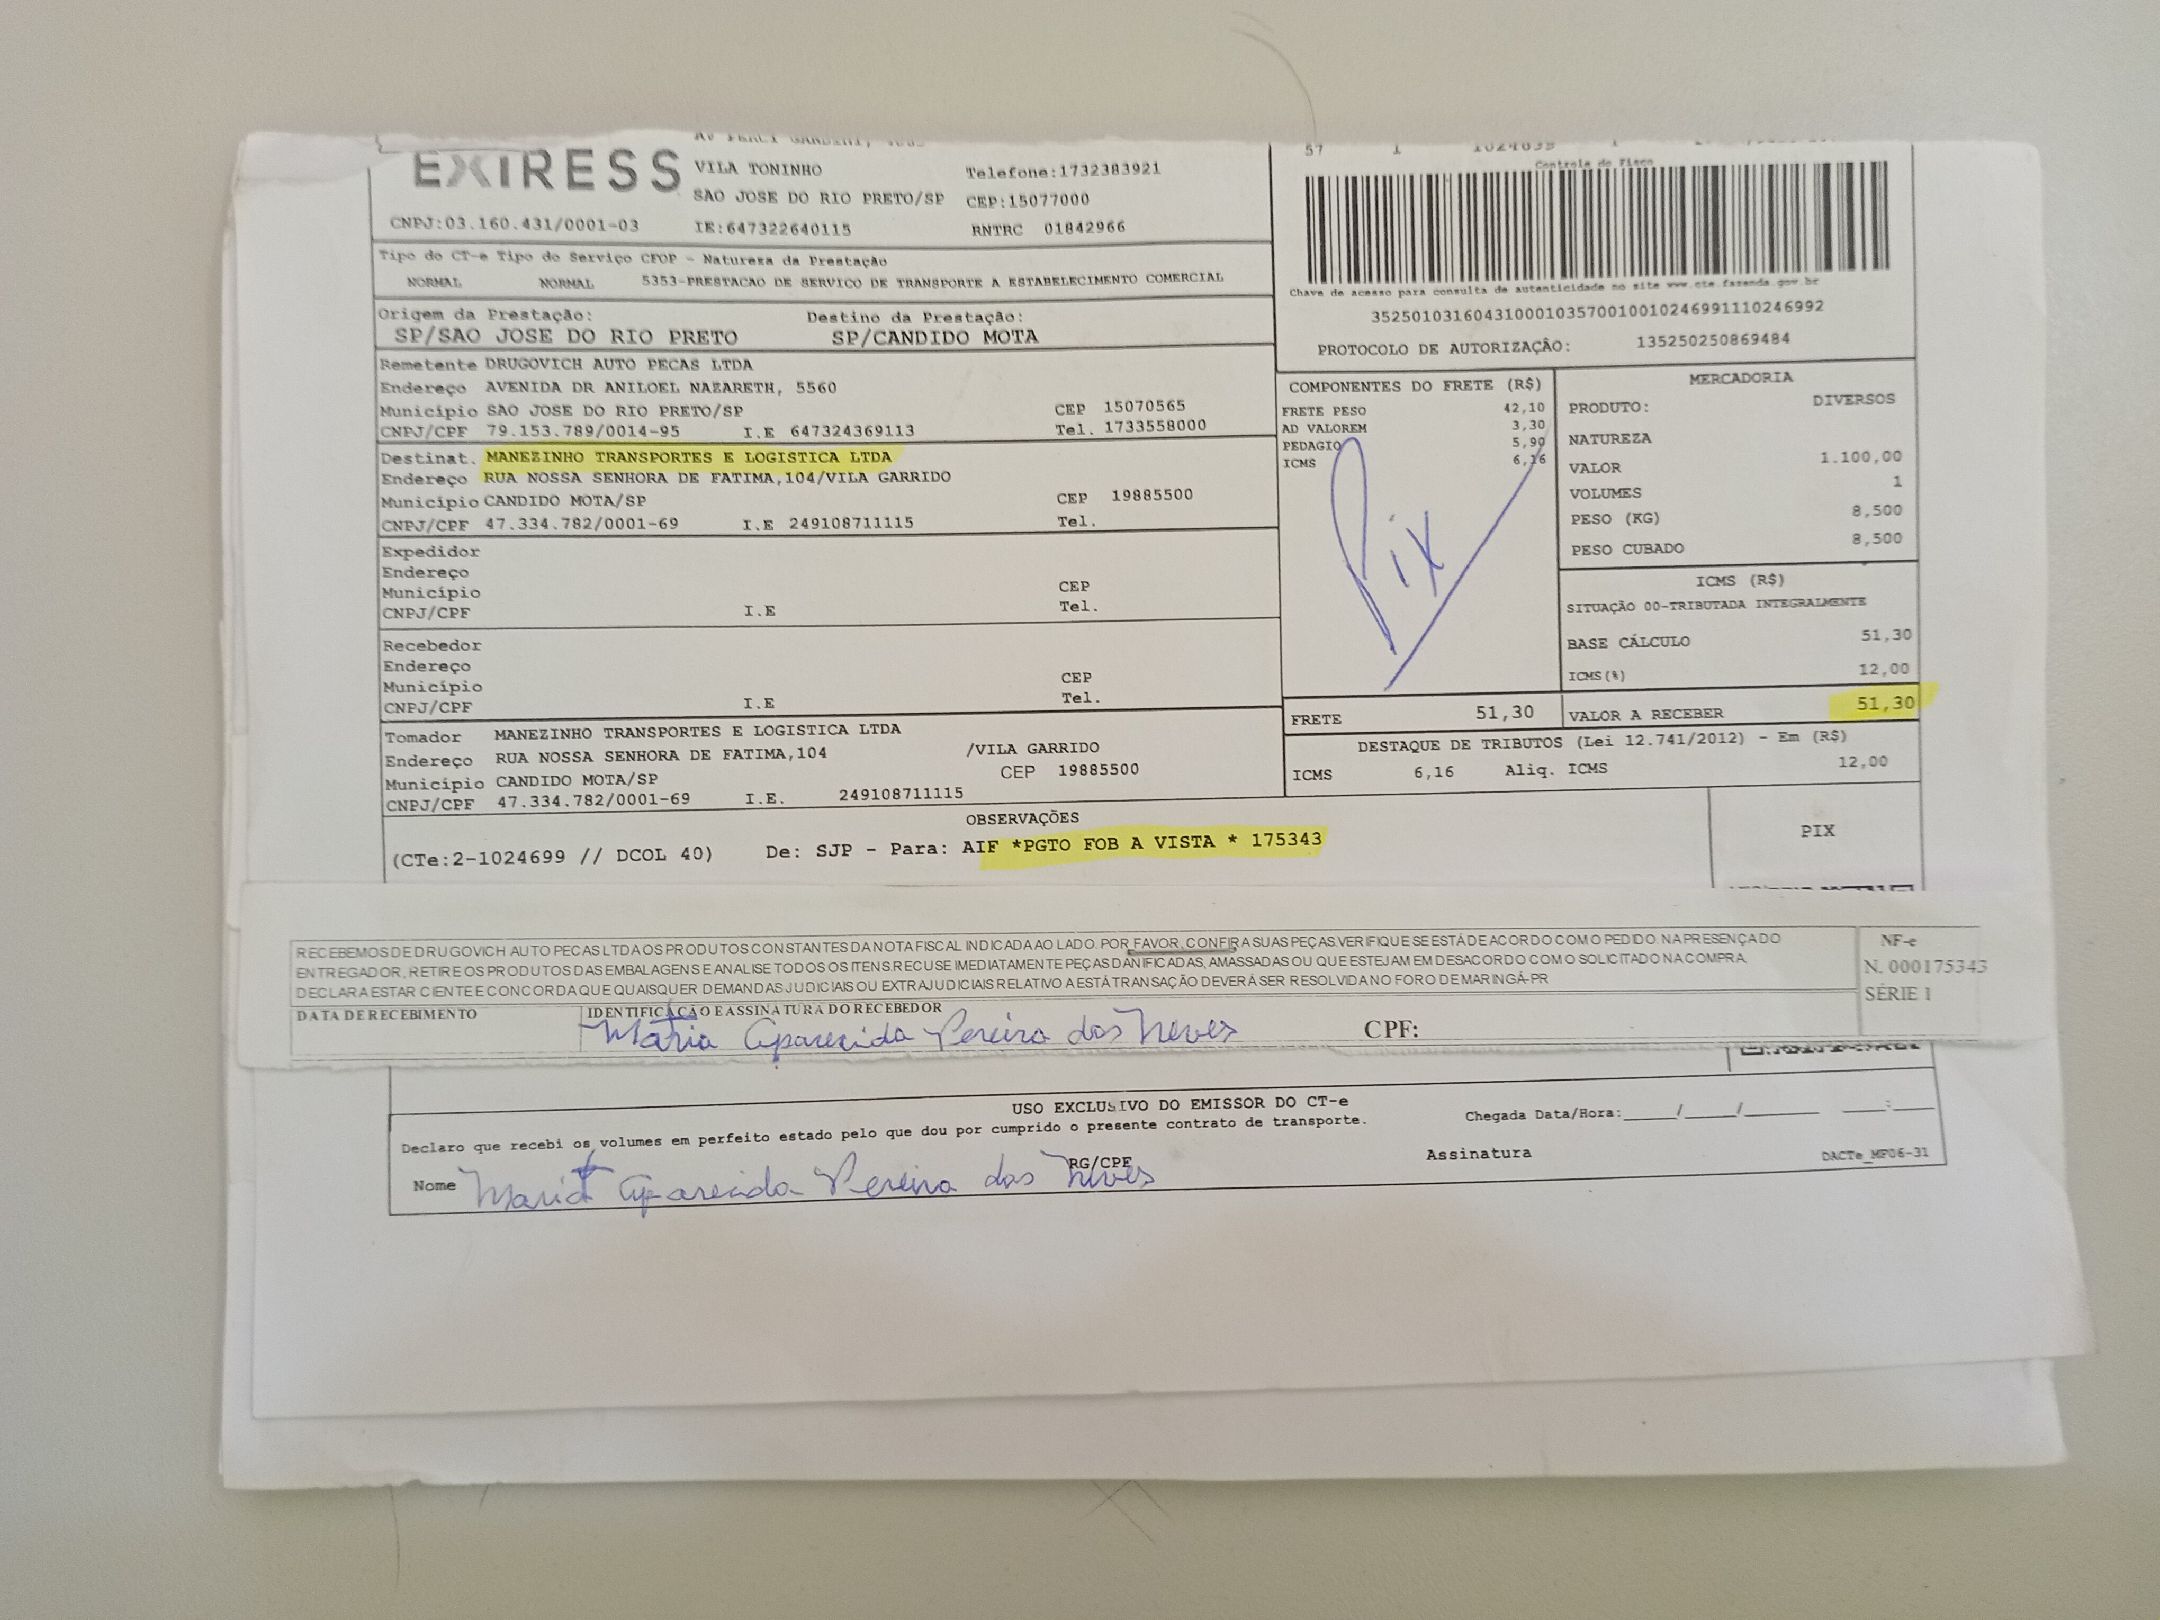 EXIRESS
VILA TONINHO
Telefone:1732383921
SAO JOSE DO RIO PRETO/SP
CEP:15077000
CNPJ:03.160.431/0001-03
IE:647322640115
RNTRC 01842966
57 1 1024699
Controle do Fisco
Tipo do CT-e Tipo do Serviço CFOP - Natureza da Prestação
NORMAL NORMAL 5353-PRESTACAO DE SERVICO DE TRANSPORTE A ESTABELECIMENTO COMERCIAL
Chave de acesso para consulta de autenticidade no site www.cte.fazenda.gov.br
35250103160431000103570010010246991110246992
PROTOCOLO DE AUTORIZAÇÃO: 135250250869484
Origem da Prestação: Destino da Prestação:
SP/SAO JOSE DO RIO PRETO SP/CANDIDO MOTA
Remetente DRUGOVICH AUTO PECAS LTDA
Endereço AVENIDA DR ANILOEL NAZARETH, 5560
Município SAO JOSE DO RIO PRETO/SP CEP 15070565
CNPJ/CPF 79.153.789/0014-95 I.E 647324369113 Tel. 1733558000
Destinat. MANEZINHO TRANSPORTES E LOGISTICA LTDA
Endereço RUA NOSSA SENHORA DE FATIMA,104/VILA GARRIDO
Município CANDIDO MOTA/SP CEP 19885500
CNPJ/CPF 47.334.782/0001-69 I.E 249108711115 Tel.
Expedidor
Endereço
Município CEP
CNPJ/CPF I.E Tel.
Recebedor
Endereço
Município CEP
CNPJ/CPF I.E Tel.
Tomador MANEZINHO TRANSPORTES E LOGISTICA LTDA
Endereço RUA NOSSA SENHORA DE FATIMA,104 /VILA GARRIDO
Município CANDIDO MOTA/SP CEP 19885500
CNPJ/CPF 47.334.782/0001-69 I.E. 249108711115
COMPONENTES DO FRETE (R$)
FRETE PESO 42,10
AD VALOREM 3,30
PEDAGIO 5,90
ICMS 6,16
Pix
FRETE 51,30
MERCADORIA
PRODUTO: DIVERSOS
NATUREZA
VALOR 1.100,00
VOLUMES 1
PESO (KG) 8,500
PESO CUBADO 8,500
ICMS (R$)
SITUAÇÃO 00-TRIBUTADA INTEGRALMENTE
BASE CÁLCULO 51,30
ICMS(%) 12,00
VALOR A RECEBER 51,30
DESTAQUE DE TRIBUTOS (Lei 12.741/2012) - Em (R$)
ICMS 6,16 Aliq. ICMS 12,00
OBSERVAÇÕES
(CTe:2-1024699 // DCOL 40) De: SJP - Para: AIF *PGTO FOB A VISTA * 175343
PIX
RECEBEMOS DE DRUGOVICH AUTO PECAS LTDA OS PRODUTOS CONSTANTES DA NOTA FISCAL INDICADA AO LADO. POR FAVOR, CONFIRA SUAS PEÇAS.VERIFIQUE SE ESTÁ DE ACORDO COM O PEDIDO. NA PRESENÇA DO
ENTREGADOR, RETIRE OS PRODUTOS DAS EMBALAGENS E ANALISE TODOS OS ITENS.RECUSE IMEDIATAMENTE PEÇAS DANIFICADAS, AMASSADAS OU QUE ESTEJAM EM DESACORDO COM O SOLICITADO NA COMPRA.
DECLARA ESTAR CIENTE E CONCORDA QUE QUAISQUER DEMANDAS JUDICIAIS OU EXTRAJUDICIAIS RELATIVO A ESTÁ TRANSAÇÃO DEVERÁ SER RESOLVIDA NO FORO DE MARINGÁ-PR
NF-e
N. 000175343
SÉRIE 1
DATA DE RECEBIMENTO
IDENTIFICAÇÃO E ASSINATURA DO RECEBEDOR
Maria Aparecida Pereira das Neves CPF:
USO EXCLUSIVO DO EMISSOR DO CT-e
Declaro que recebi os volumes em perfeito estado pelo que dou por cumprido o presente contrato de transporte.
Chegada Data/Hora:_____/_____/_______ ____:____
Nome Maria Aparecida Pereira das Neves RG/CPF Assinatura
DACTe_MF06-31